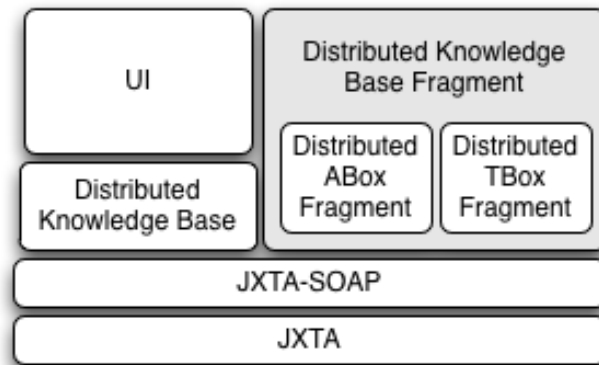 UI
Distributed
Knowledge Base
Distributed Knowledge
Base Fragment
Distributed
ABox
Fragment
Distributed
TBox
Fragment
JXTA-SOAP
JXTA